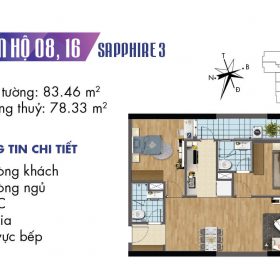 N HỘ 08, 16 SAPPHIRE 3
tường: 83.46 m²
ng thuỷ: 78.33 m²
B
T
N
Đ
G TIN CHI TIẾT
òng khách
òng ngủ
C
ia
vực bếp